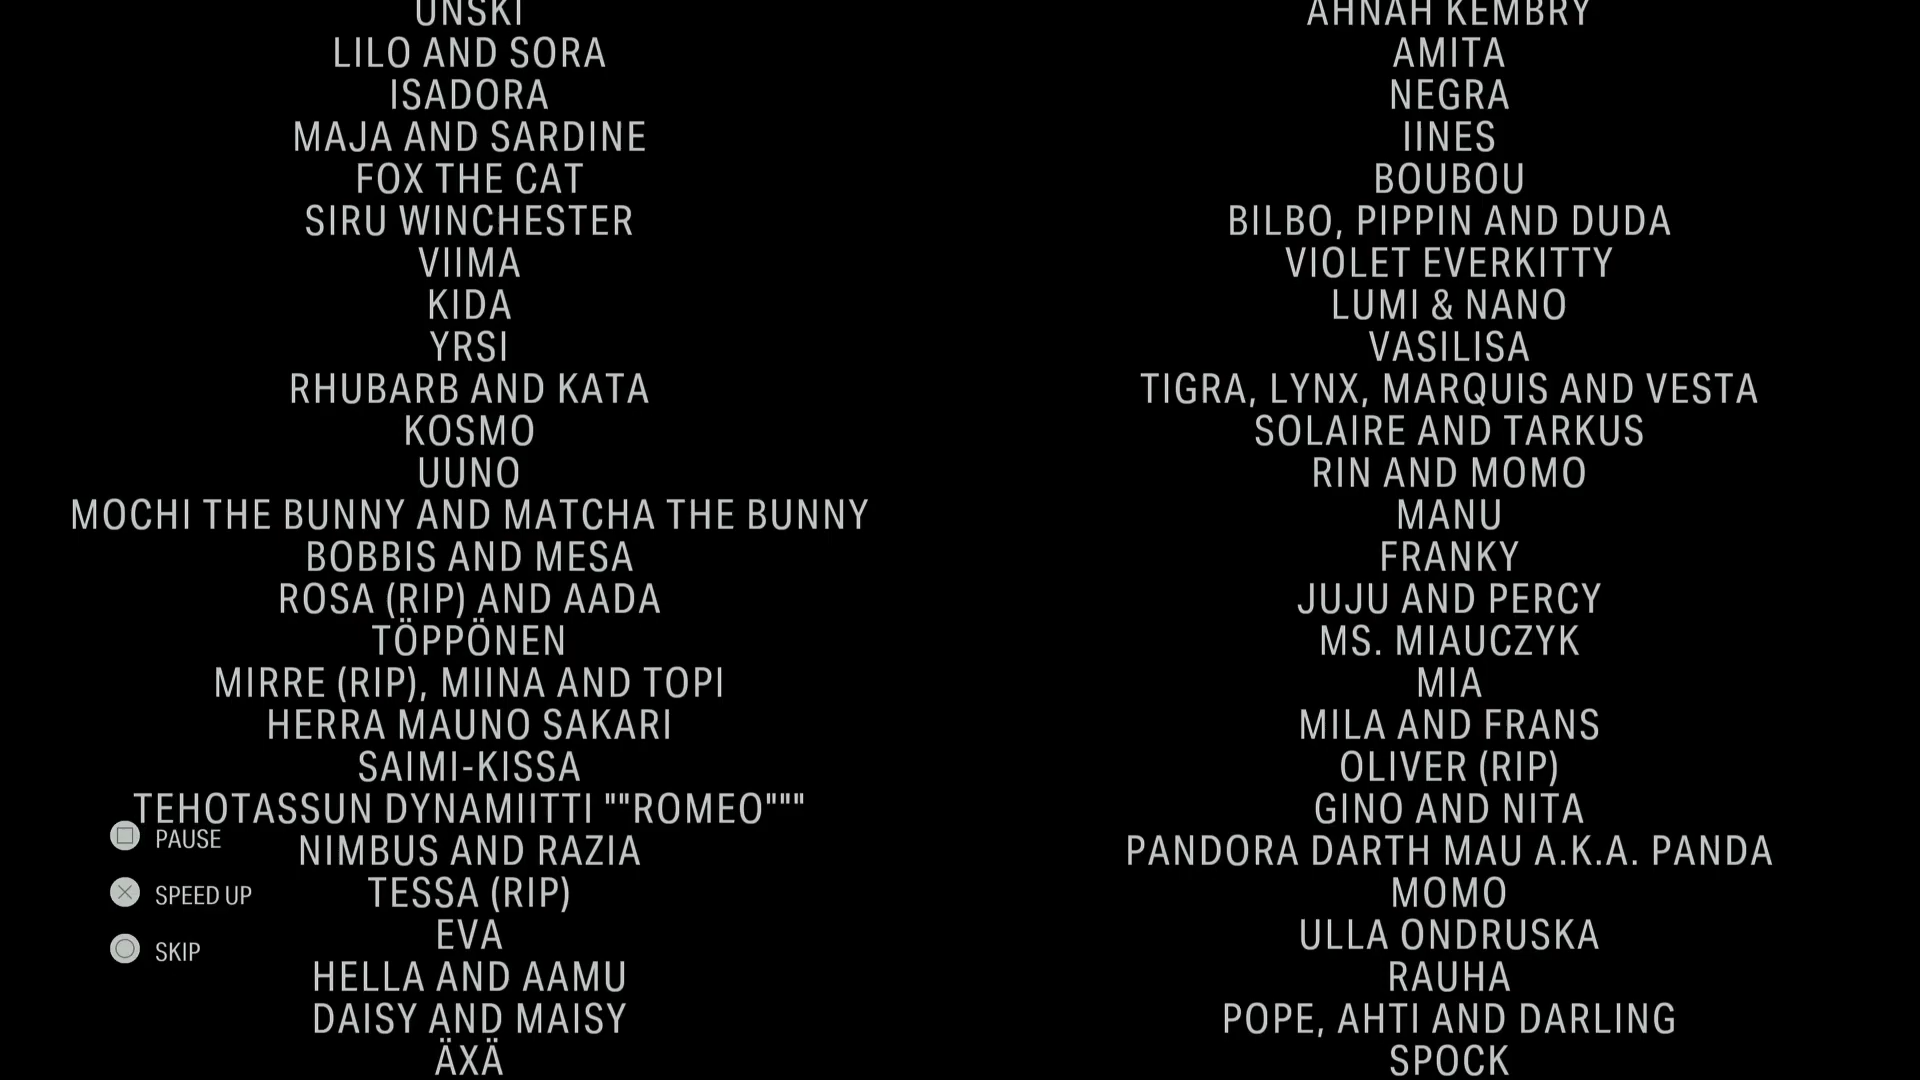 UNSKI
LILO AND SORA
ISADORA
MAJA AND SARDINE
FOX THE CAT
SIRU WINCHESTER
VIIMA
KIDA
YRSI
RHUBARB AND KATA
KOSMO
UUNO
MOCHI THE BUNNY AND MATCHA THE BUNNY
BOBBIS AND MESA
ROSA (RIP) AND AADA
TÖPPÖNEN
MIRRE (RIP), MIINA AND TOPI
HERRA MAUNO SAKARI
SAIMI-KISSA
TEHOTASSUN DYNAMIITTI ""ROMEO"""
NIMBUS AND RAZIA
TESSA (RIP)
EVA
HELLA AND AAMU
DAISY AND MAISY
ÄXÄ
PAUSE
SPEED UP
SKIP
AHNAH KEMBRY
AMITA
NEGRA
IINES
BOUBOU
BILBO, PIPPIN AND DUDA
VIOLET EVERKITTY
LUMI & NANO
VASILISA
TIGRA, LYNX, MARQUIS AND VESTA
SOLAIRE AND TARKUS
RIN AND MOMO
MANU
FRANKY
JUJU AND PERCY
MS. MIAUCZYK
MIA
MILA AND FRANS
OLIVER (RIP)
GINO AND NITA
PANDORA DARTH MAU A.K.A. PANDA
MOMO
ULLA ONDRUSKA
RAUHA
POPE, AHTI AND DARLING
SPOCK